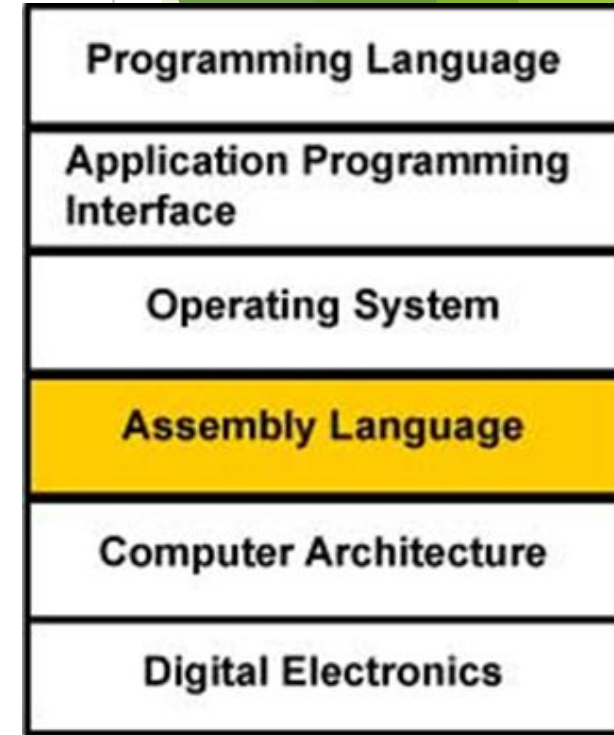 Programming Language
Application Programming
Interface
Operating System
Assembly Language
Computer Architecture
Digital Electronics